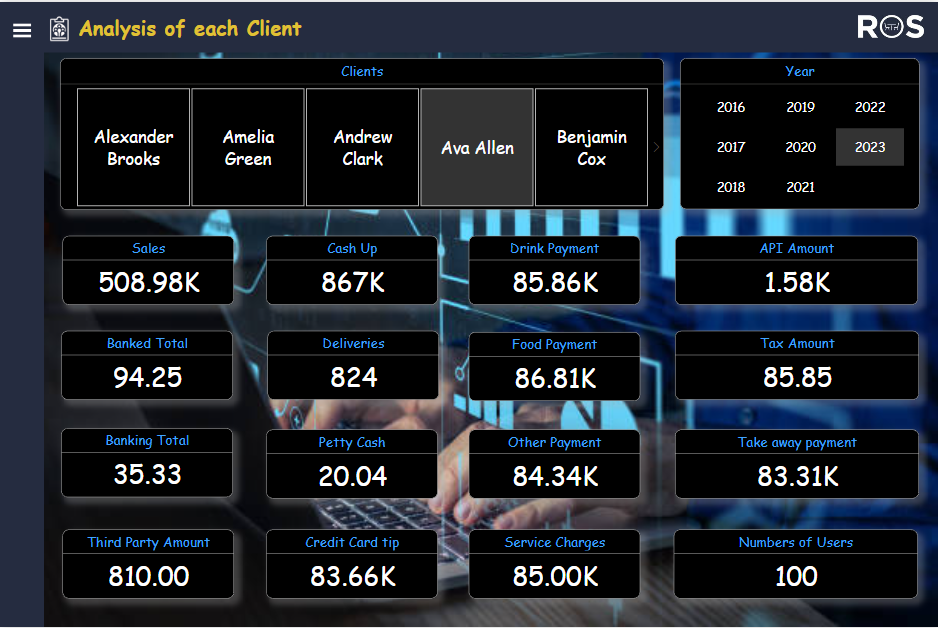 Analysis of each Client
ROS
Clients
Year
Alexander
Brooks
Amelia
Green
Andrew
Clark
Ava Allen
Benjamin
Cox
2016 2019 2022
2017 2020 2023
2018 2021
Sales
508.98K
Cash Up
867K
Drink Payment
85.86K
API Amount
1.58K
Banked Total
94.25
Deliveries
824
Food Payment
86.81K
Tax Amount
85.85
Banking Total
35.33
Petty Cash
20.04
Other Payment
84.34K
Take away payment
83.31K
Third Party Amount
810.00
Credit Card tip
83.66K
Service Charges
85.00K
Numbers of Users
100